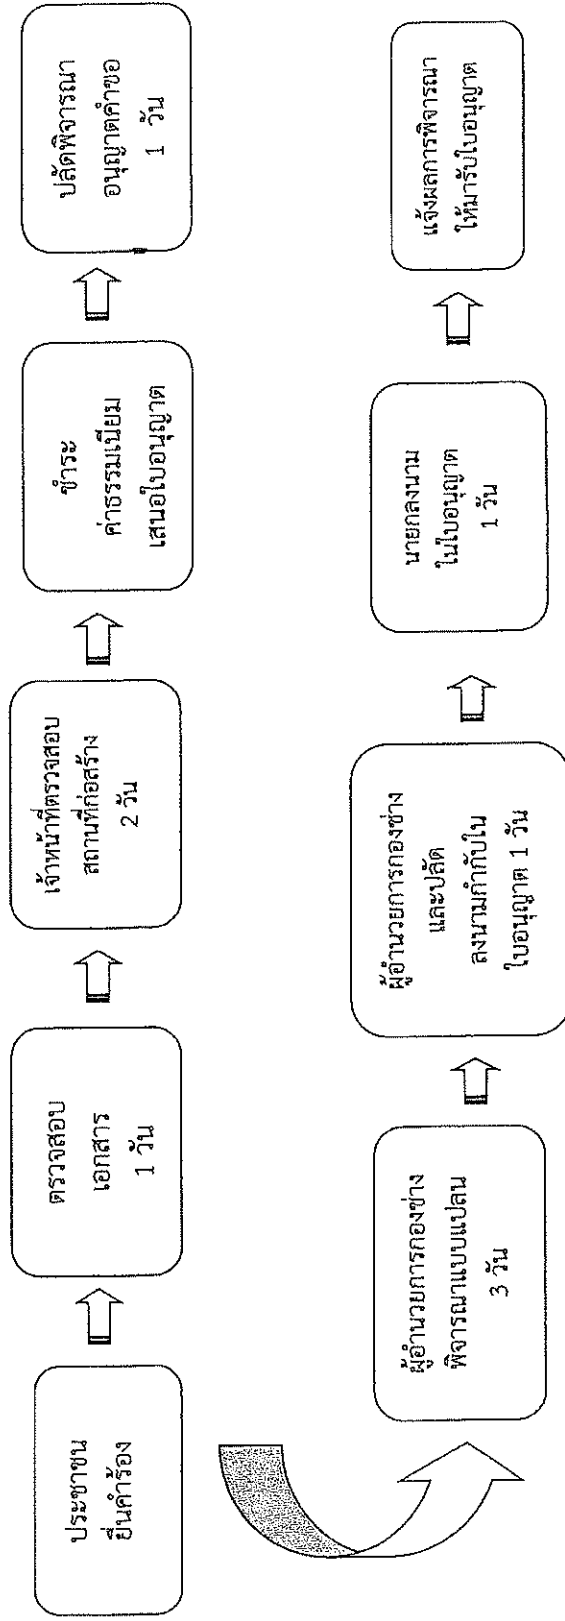 ประชาชน
ยื่นคำร้อง
ตรวจสอบ
เอกสาร
1 วัน
เจ้าหน้าที่ตรวจสอบ
สถานที่ก่อสร้าง
2 วัน
ชำระ
ค่าธรรมเนียม
เสนอใบอนุญาต
ปลัดพิจารณา
อนุญาตคำขอ
1 วัน
ผู้อำนวยการกองช่าง
พิจารณาแบบแปลน
3 วัน
ผู้อำนวยการกองช่าง
และปลัด
ลงนามกำกับใน
ใบอนุญาต 1 วัน
นายกลงนาม
ในใบอนุญาต
1 วัน
แจ้งผลการพิจารณา
ให้มารับใบอนุญาต